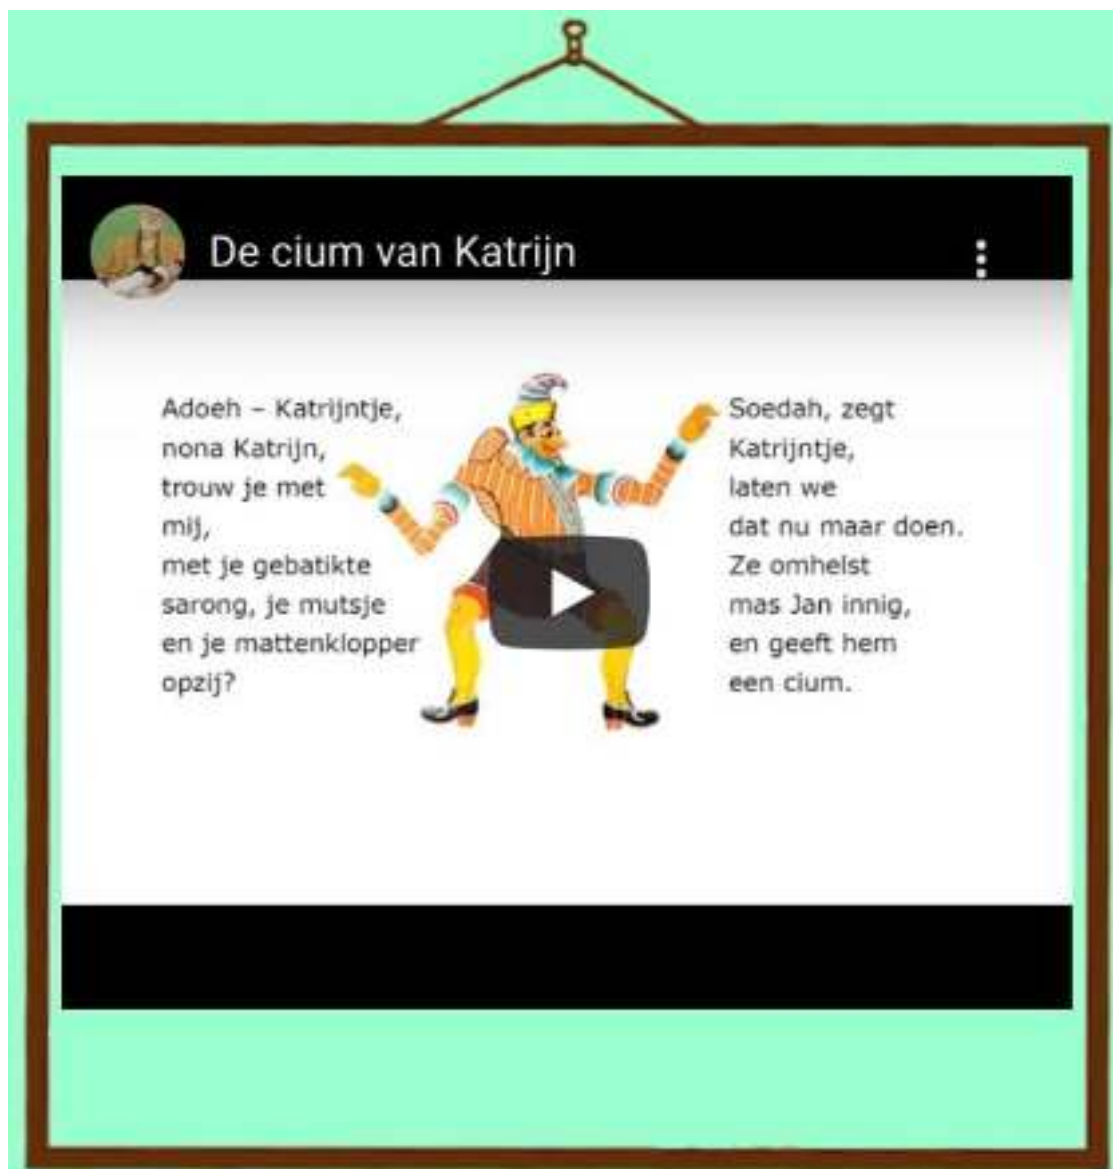 De cium van Katrijn
Adoeh – Katrijntje,
nona Katrijn,
trouw je met
mij,
met je gebatikte
sarong, je mutsje
en je mattenklopper
opzij?
Soedah, zegt
Katrijntje,
laten we
dat nu maar doen.
Ze omhelst
mas Jan innig,
en geeft hem
een cium.